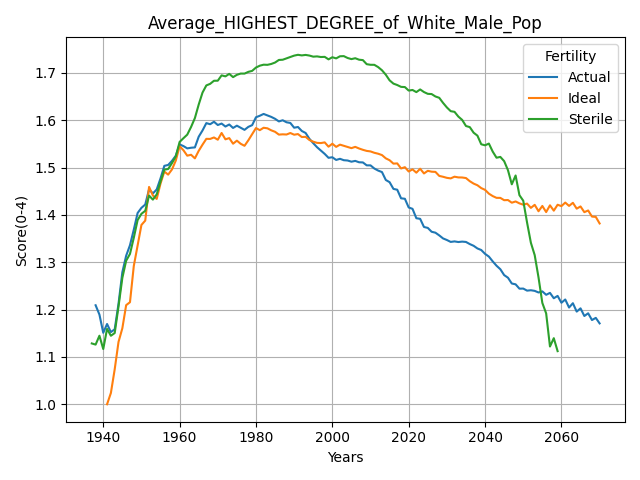 Average_HIGHEST_DEGREE_of_White_Male_Pop
Fertility
Actual
Ideal
Sterile
Score(0-4)
1.7
1.6
1.5
1.4
1.3
1.2
1.1
1.0
1940 1960 1980 2000 2020 2040 2060
Years